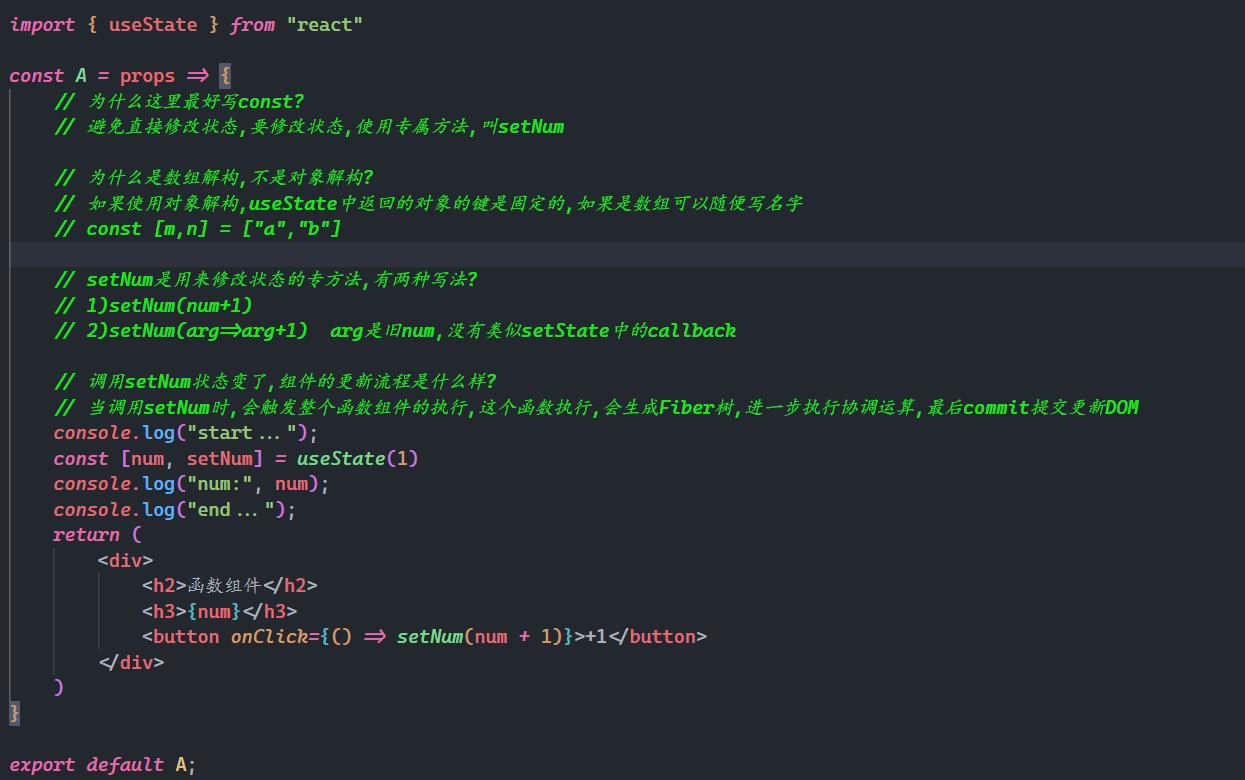 import { useState } from "react"
const A = props => {
// 为什么这里最好写const?
// 避免直接修改状态,要修改状态,使用专属方法,叫setNum
// 为什么是数组解构,不是对象解构?
// 如果使用对象解构,useState中返回的对象的键是固定的,如果是数组可以随便写名字
// const [m,n] = ["a","b"]
// setNum是用来修改状态的专方法,有两种写法?
// 1)setNum(num+1)
// 2)setNum(arg=>arg+1)  arg是旧num,没有类似setState中的callback
// 调用setNum状态变了,组件的更新流程是什么样?
// 当调用setNum时,会触发整个函数组件的执行,这个函数执行,会生成Fiber树,进一步执行协调运算,最后commit提交更新DOM
console.log("start...");
const [num, setNum] = useState(1)
console.log("num:", num);
console.log("end...");
return (
<div>
<h2>函数组件</h2>
<h3>{num}</h3>
<button onClick={() => setNum(num + 1)}>+1</button>
</div>
)
}
export default A;